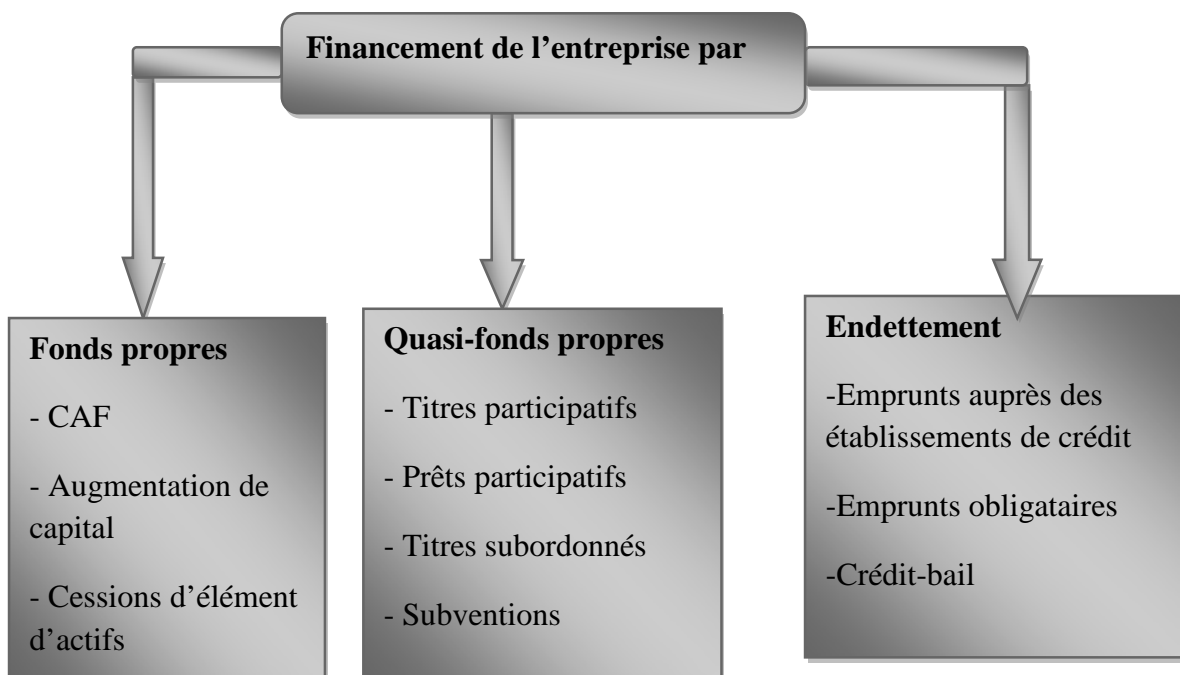 Financement de l’entreprise par
Fonds propres
- CAF
- Augmentation de
capital
- Cessions d’élément
d’actifs
Quasi-fonds propres
- Titres participatifs
- Prêts participatifs
- Titres subordonnés
- Subventions
Endettement
-Emprunts auprès des
établissements de crédit
-Emprunts obligataires
-Crédit-bail